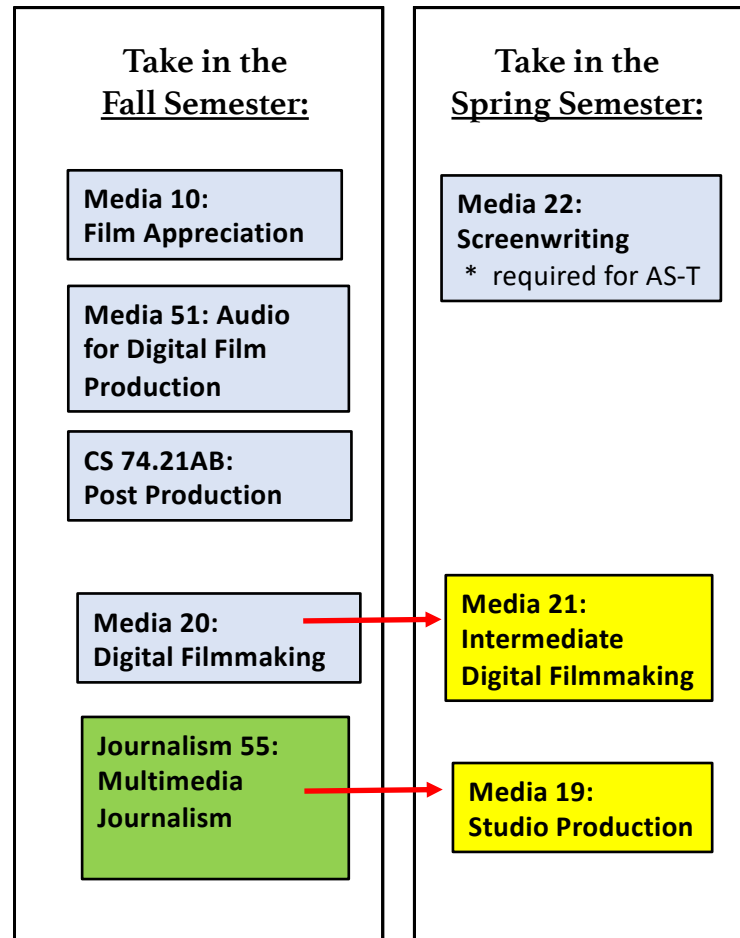 Take in the
Fall Semester:
Media 10:
Film Appreciation
Media 51: Audio
for Digital Film
Production
CS 74.21AB:
Post Production
Media 20:
Digital Filmmaking
Journalism 55:
Multimedia
Journalism
Take in the
Spring Semester:
Media 22:
Screenwriting
* required for AS-T
Media 21:
Intermediate
Digital Filmmaking
Media 19:
Studio Production